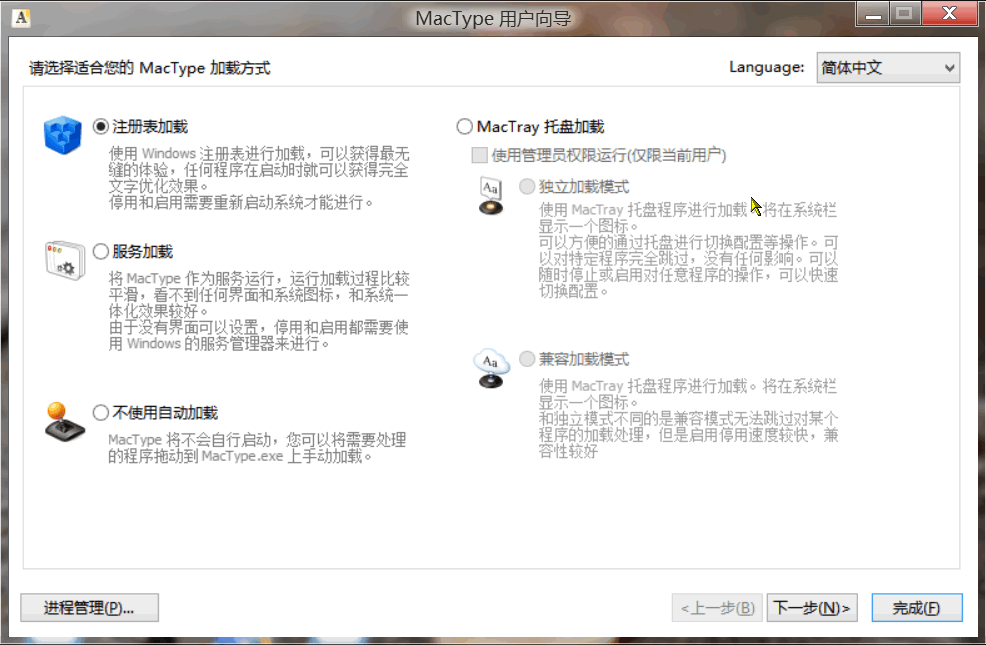 MacType 用户向导
请选择适合您的 MacType 加载方式
Language:
简体中文
注册表加载
使用 Windows 注册表进行加载，可以获得最无
缝的体验，任何程序在启动时就可以获得完全
文字优化效果。
停用和启用需要重新启动系统才能进行。
服务加载
将 MacType 作为服务运行，运行加载过程比较
平滑，看不到任何界面和系统图标，和系统一
体化效果较好。
由于没有界面可以设置，停用和启用都需要使
用 Windows 的服务管理器来进行。
不使用自动加载
MacType 将不会自行启动，您可以将需要处理
的程序拖动到 MacType.exe 上手动加载。
MacTray 托盘加载
使用管理员权限运行(仅限当前用户)
Aa
独立加载模式
使用 MacTray 托盘程序进行加载 将在系统栏
显示一个图标。
可以方便的通过托盘进行切换配置等操作。可
以对特定程序完全跳过，没有任何影响。可以
随时停止或启用对任意程序的操作，可以快速
切换配置。
Aa
兼容加载模式
使用 MacTray 托盘程序进行加载。将在系统栏
显示一个图标。
和独立模式不同的是兼容模式无法跳过对某个
程序的加载处理，但是启用停用速度较快，兼
容性较好
进程管理(P)...
<上一步(B)
下一步(N)>
完成(F)